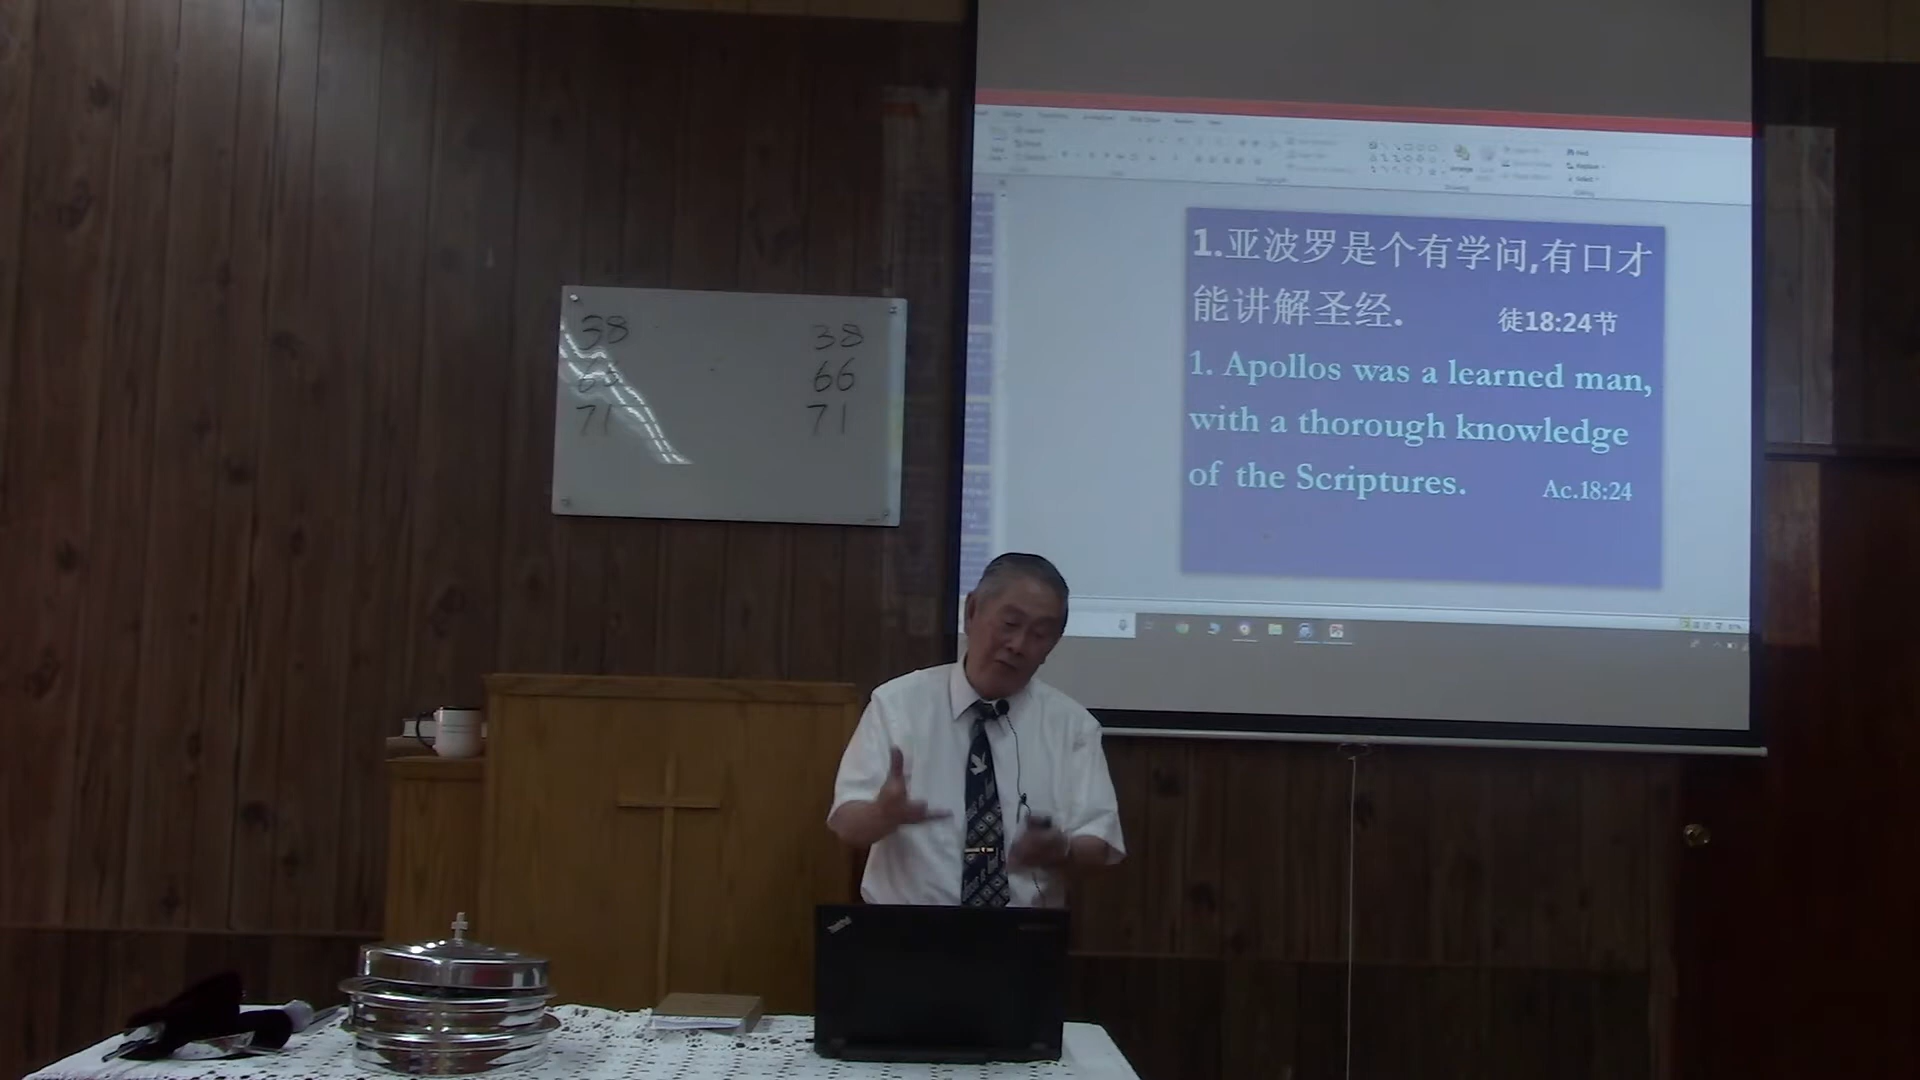 38
66
71
38
66
71
1.亚波罗是个有学问,有口才
能讲解圣经. 徒18:24节
1. Apollos was a learned man,
with a thorough knowledge
of the Scriptures. Ac.18:24
ThinkPad